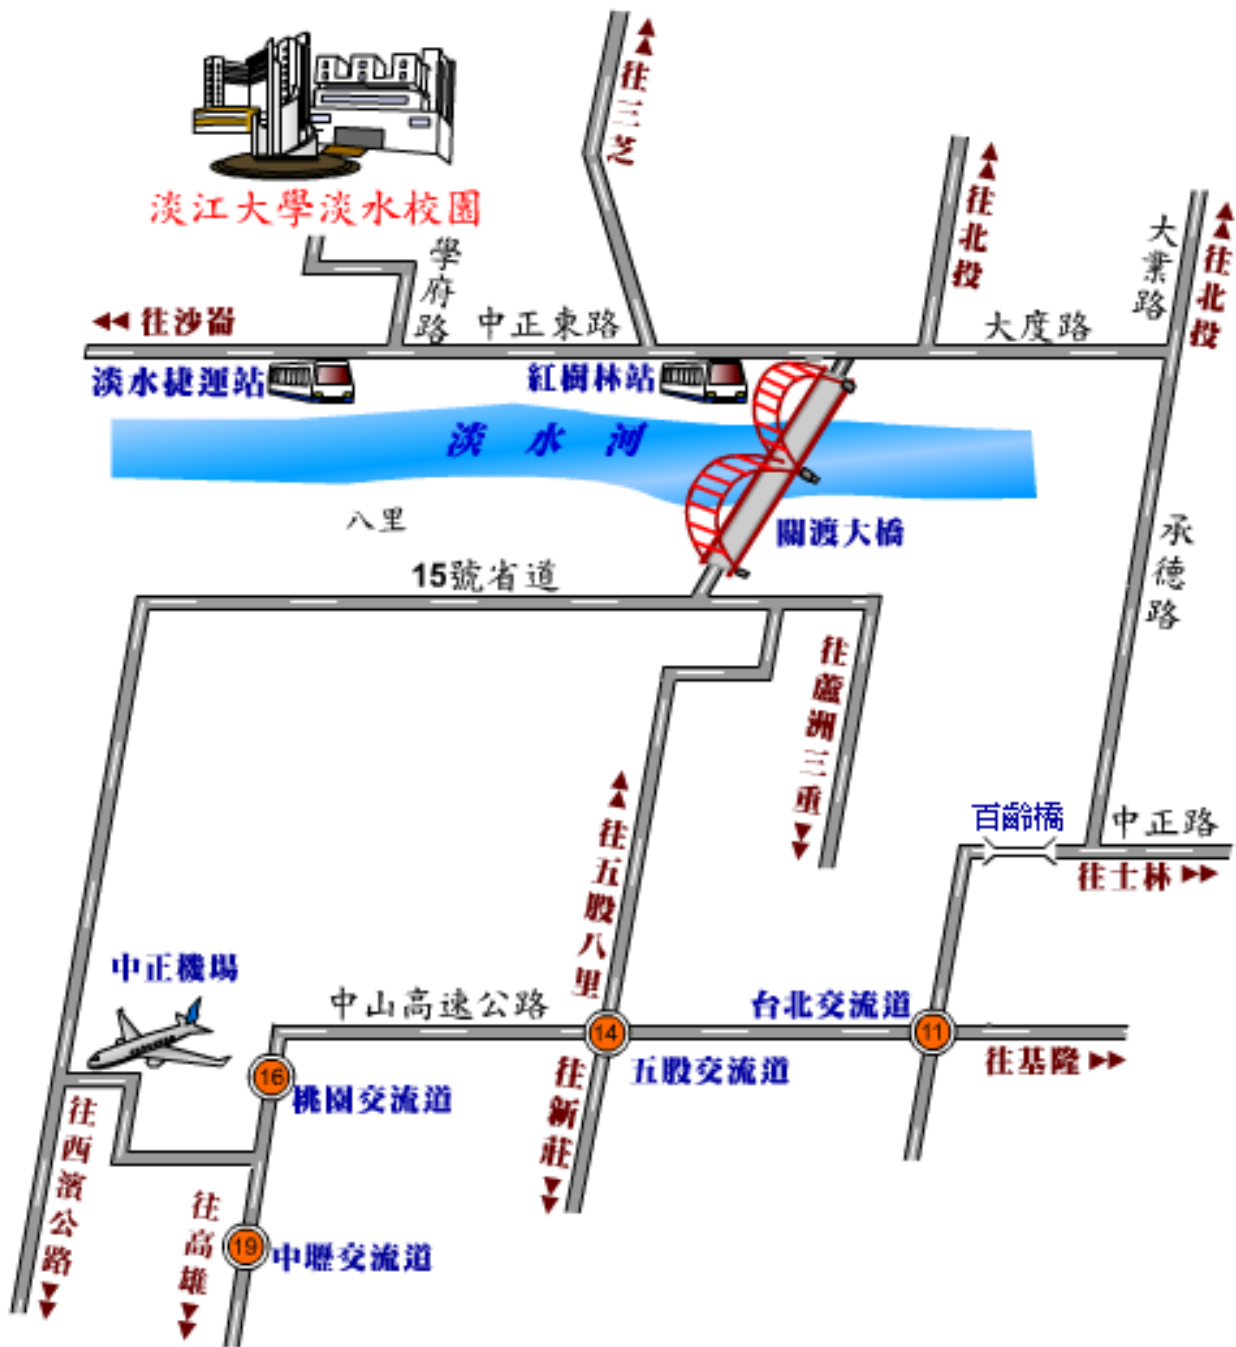 往三芝
淡江大學淡水校園
往北投
大業路
往北投
學府路
往沙崙
中正東路
大度路
淡水捷運站
紅樹林站
淡水河
八里
關渡大橋
15號省道
承德路
往蘆洲三重
往五股八里
百齡橋
中正路
往士林
中正機場
中山高速公路
台北交流道
14
11
五股交流道
往基隆
16
桃園交流道
往新莊
往西濱公路
往高雄
19
中壢交流道